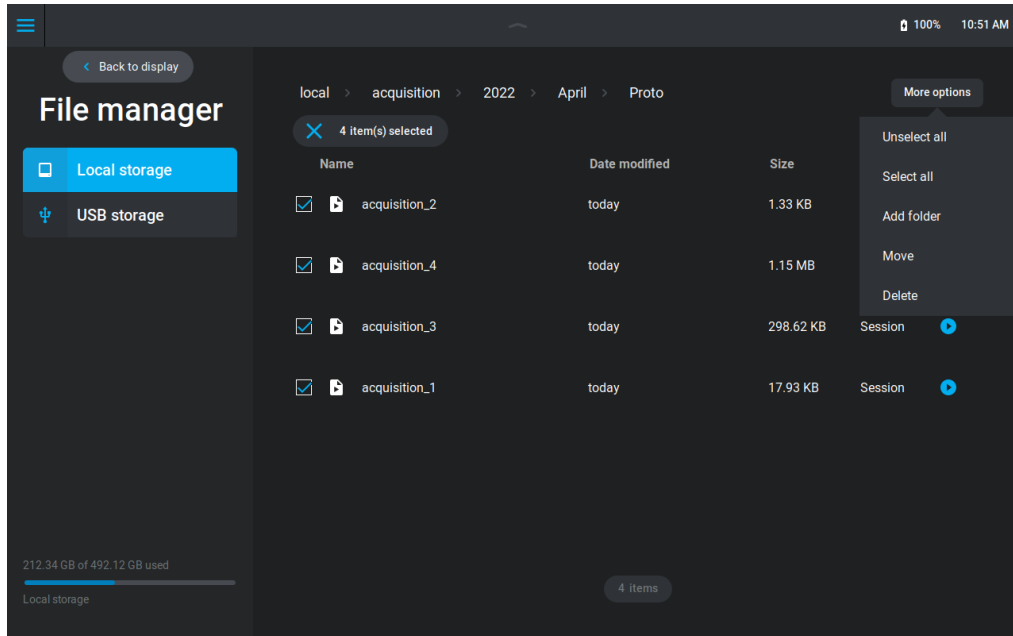 100% 10:51 AM
Back to display
File manager
Local storage
USB storage
212.34 GB of 492.12 GB used
Local storage
local > acquisition > 2022 > April > Proto
More options
4 item(s) selected
Unselect all
Select all
Add folder
Move
Delete
Name Date modified Size
acquisition_2 today 1.33 KB
acquisition_4 today 1.15 MB
acquisition_3 today 298.62 KB Session
acquisition_1 today 17.93 KB Session
4 items